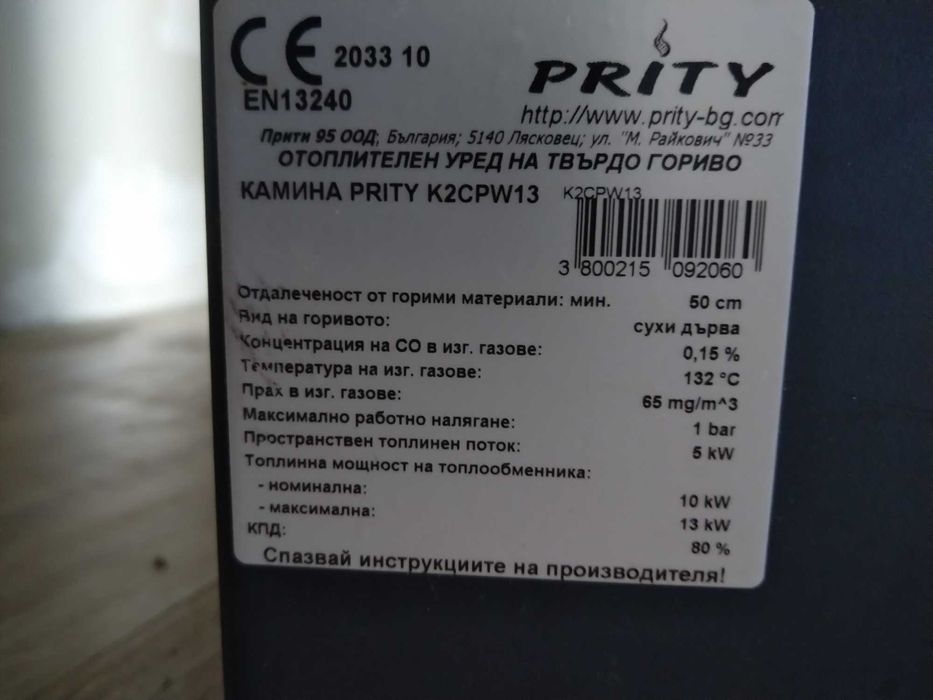 CE 2033 10
EN13240
PRITY
http://www.prity-bg.com
Прити 95 ООД; България; 5140 Лясковец; ул. "М. Райкович" №33
ОТОПЛИТЕЛЕН УРЕД НА ТВЪРДО ГОРИВО
КАМИНА PRITY K2CPW13 K2CPW13
3 800215 092060
Отдалеченост от горими материали: мин. 50 cm
Вид на горивото: сухи дърва
Концентрация на CO в изг. газове: 0,15 %
Температура на изг. газове: 132 °C
Прах в изг. газове: 65 mg/m^3
Максимално работно налягане: 1 bar
Пространствен топлинен поток: 5 kW
Топлинна мощност на топлообменника:
- номинална: 10 kW
- максимална: 13 kW
КПД: 80 %
Спазвай инструкциите на производителя!